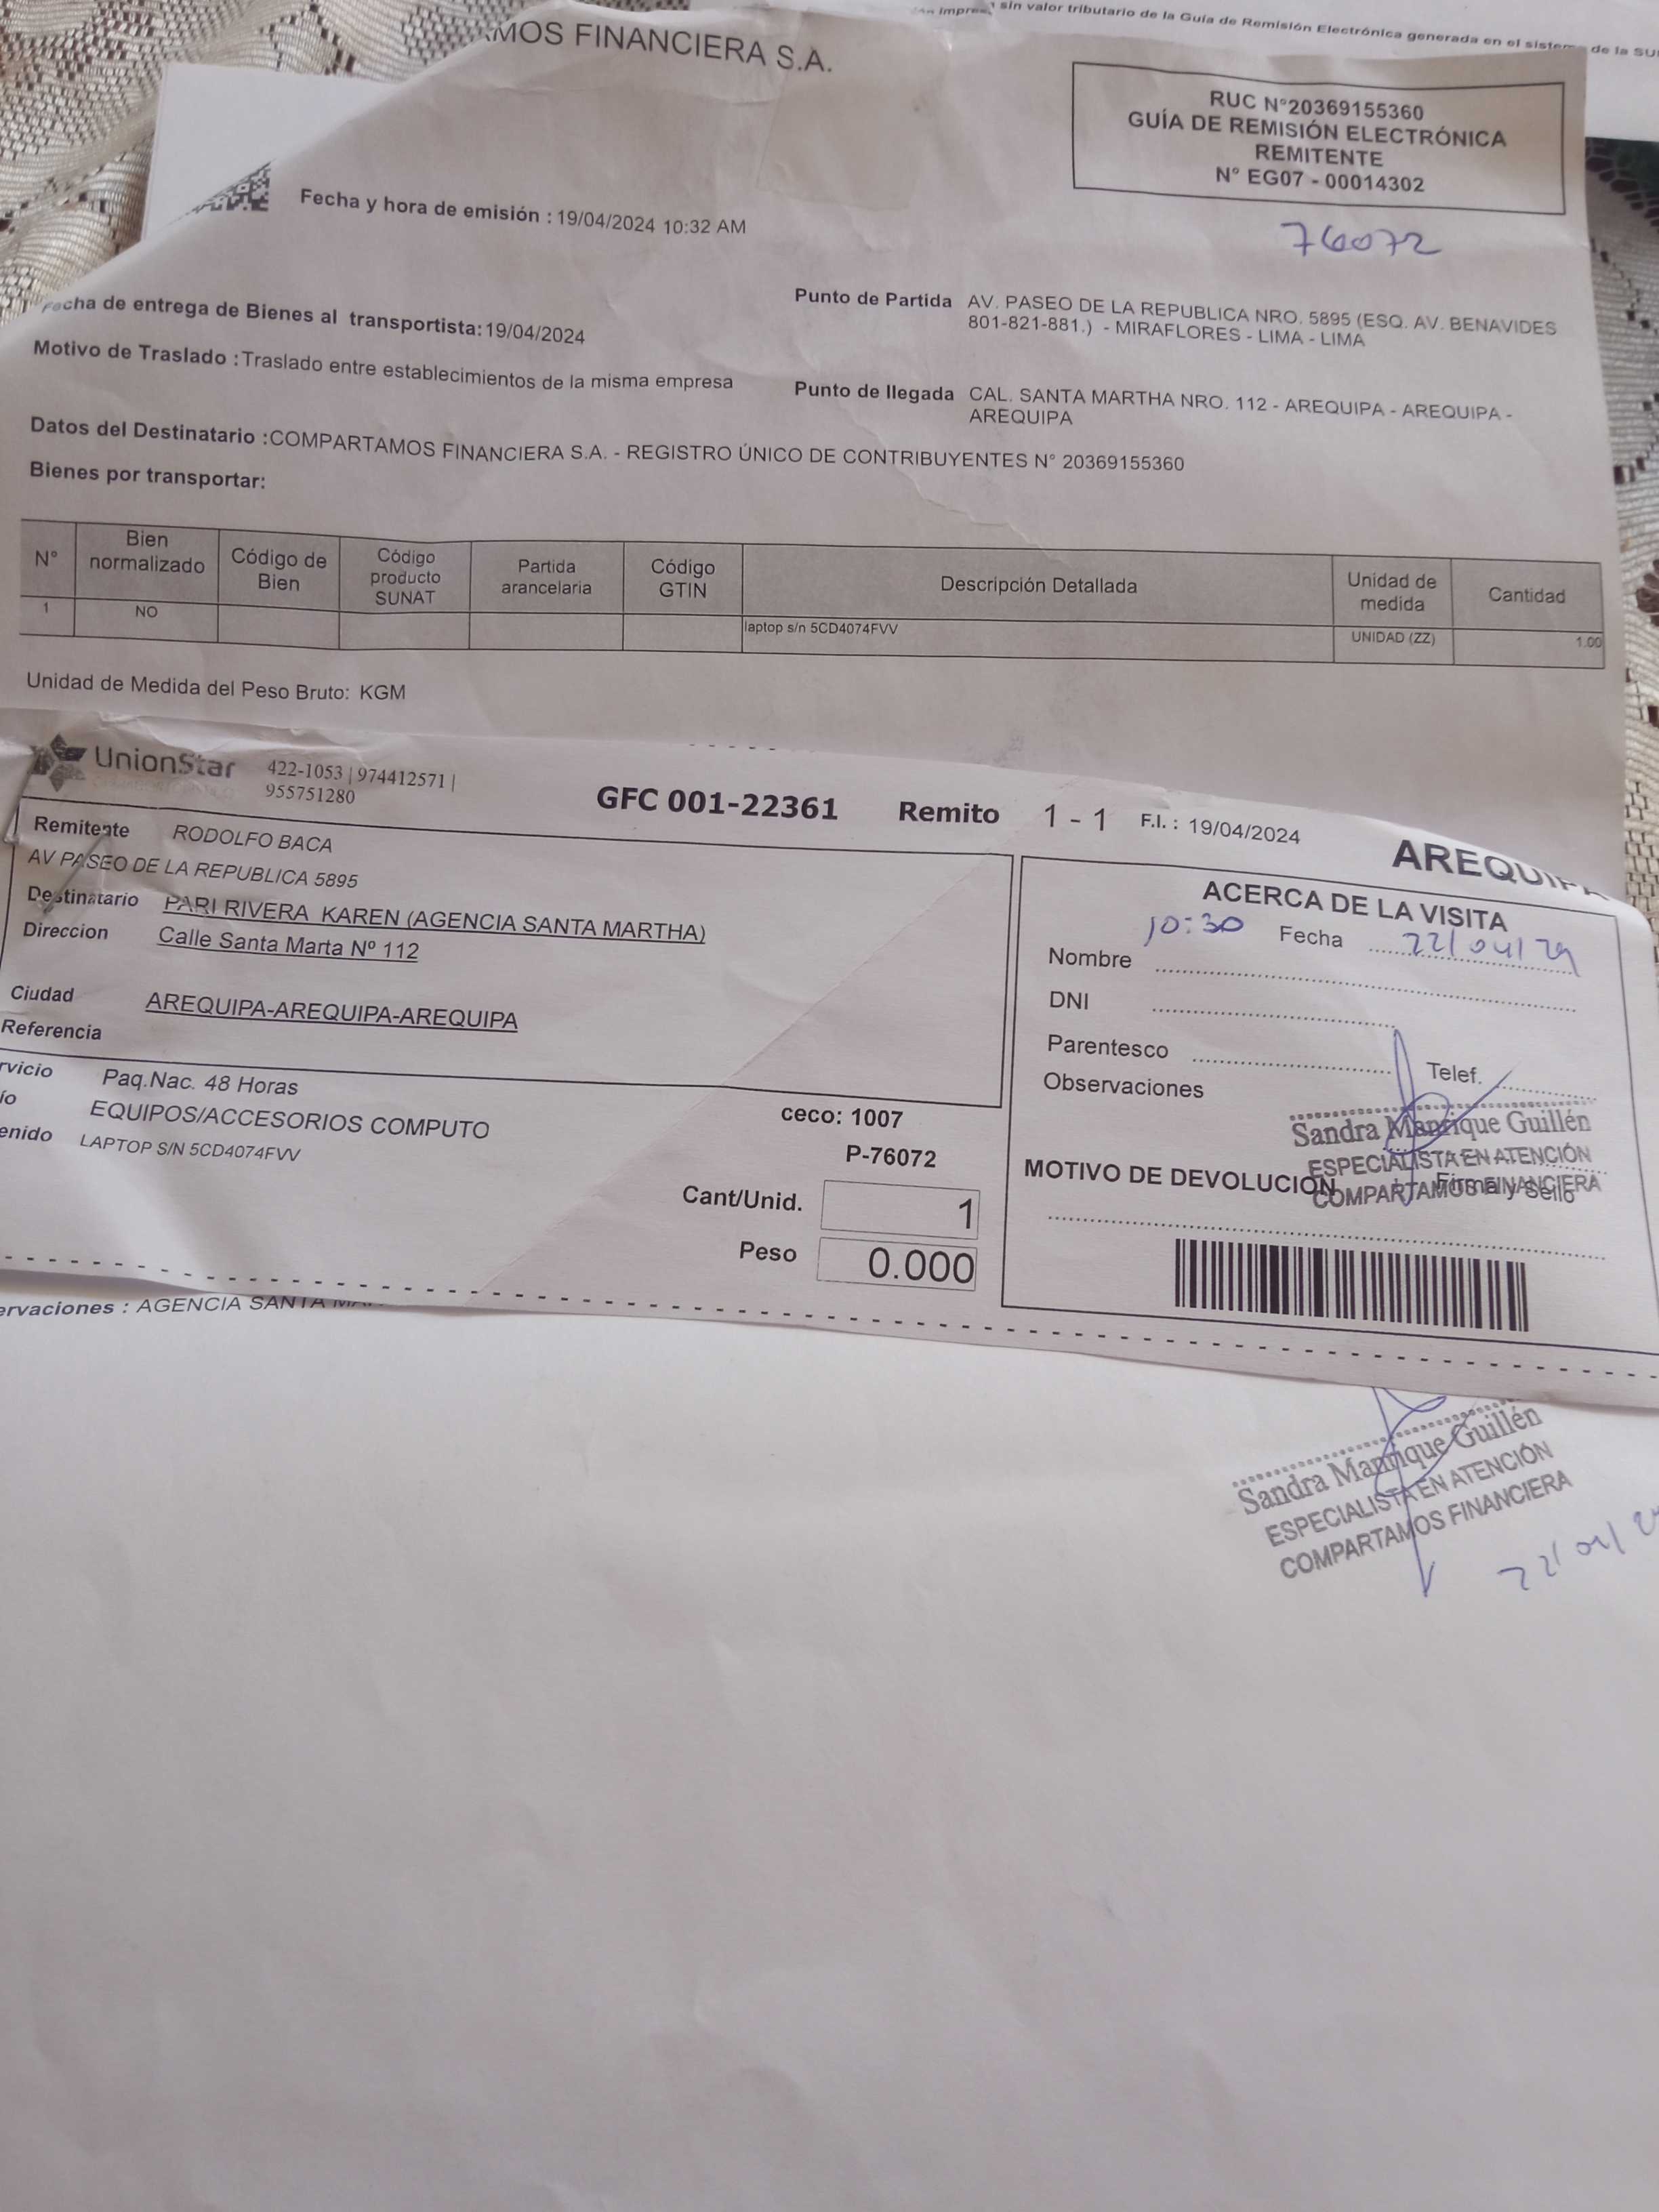 sin valor tributario de la Guía de Remisión Electrónica generada en el sistema de la
MOS FINANCIERA S.A.
RUC N°20369155360
GUÍA DE REMISIÓN ELECTRÓNICA
REMITENTE
N° EG07 - 00014302
76072
Fecha y hora de emisión : 19/04/2024 10:32 AM
Fecha de entrega de Bienes al transportista: 19/04/2024
Motivo de Traslado : Traslado entre establecimientos de la misma empresa
Punto de Partida AV. PASEO DE LA REPUBLICA NRO. 5895 (ESQ. AV. BENAVIDES
801-821-881.) - MIRAFLORES - LIMA - LIMA
Punto de llegada CAL. SANTA MARTHA NRO. 112 - AREQUIPA - AREQUIPA -
AREQUIPA
Datos del Destinatario : COMPARTAMOS FINANCIERA S.A. - REGISTRO ÚNICO DE CONTRIBUYENTES N° 20369155360
Bienes por transportar:
N° Bien normalizado Código de Bien Código producto SUNAT Partida arancelaria Código GTIN Descripción Detallada Unidad de medida Cantidad
1 NO laptop s/n 5CD4074FVV UNIDAD (ZZ) 1.00
Unidad de Medida del Peso Bruto: KGM
UnionStar
422-1053 | 974412571 |
955751280
GFC 001-22361 Remito 1 - 1 F.I. : 19/04/2024
AREQUIPA
Remitente RODOLFO BACA
AV PASEO DE LA REPUBLICA 5895
Destinatario PARI RIVERA KAREN (AGENCIA SANTA MARTHA)
Direccion Calle Santa Marta Nº 112
Ciudad AREQUIPA-AREQUIPA-AREQUIPA
Referencia
rvicio Paq.Nac. 48 Horas
ío EQUIPOS/ACCESORIOS COMPUTO
enido LAPTOP S/N 5CD4074FVV
ceco: 1007
P-76072
Cant/Unid. 1
Peso 0.000
ACERCA DE LA VISITA
10:30 Fecha 22/04/24
Nombre
DNI
Parentesco
Telef.
Observaciones
Sandra Manrique Guillén
ESPECIALISTA EN ATENCIÓN
COMPARTAMOS FINANCIERA
MOTIVO DE DEVOLUCION
Firma y Sello
ervaciones : AGENCIA SANTA
Sandra Manrique Guillén
ESPECIALISTA EN ATENCIÓN
COMPARTAMOS FINANCIERA
22/04/2